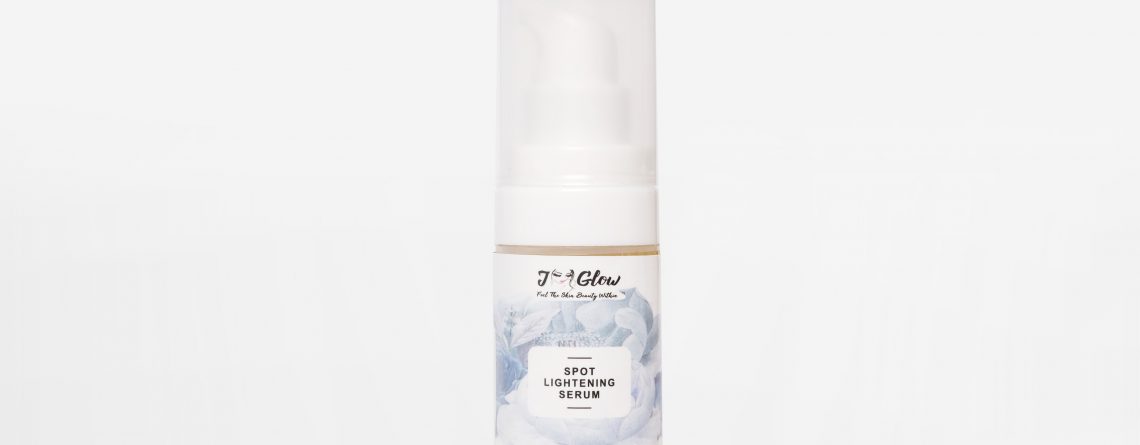 J Glow
Feel The Skin Beauty Within
SPOT
LIGHTENING
SERUM